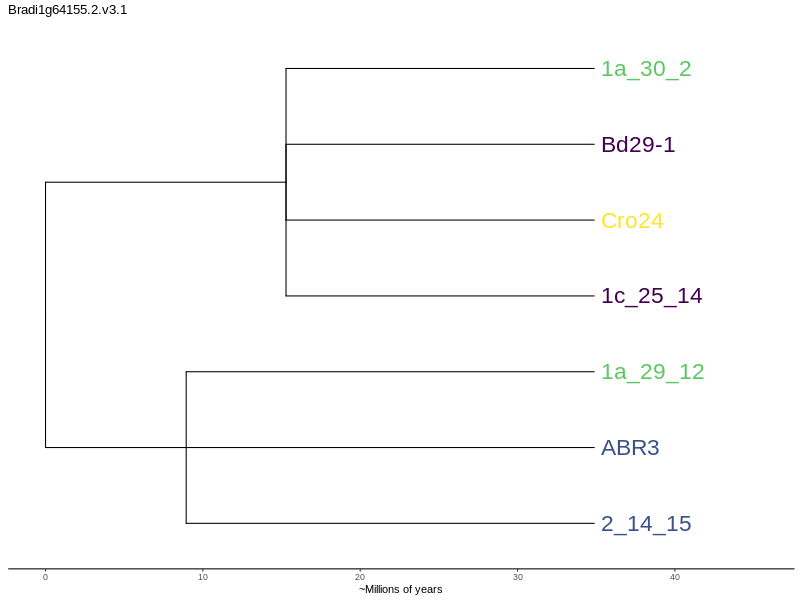 Bradi1g64155.2.v3.1
1a_30_2
Bd29-1
Cro24
1c_25_14
1a_29_12
ABR3
2_14_15
0 10 20 30 40
~Millions of years